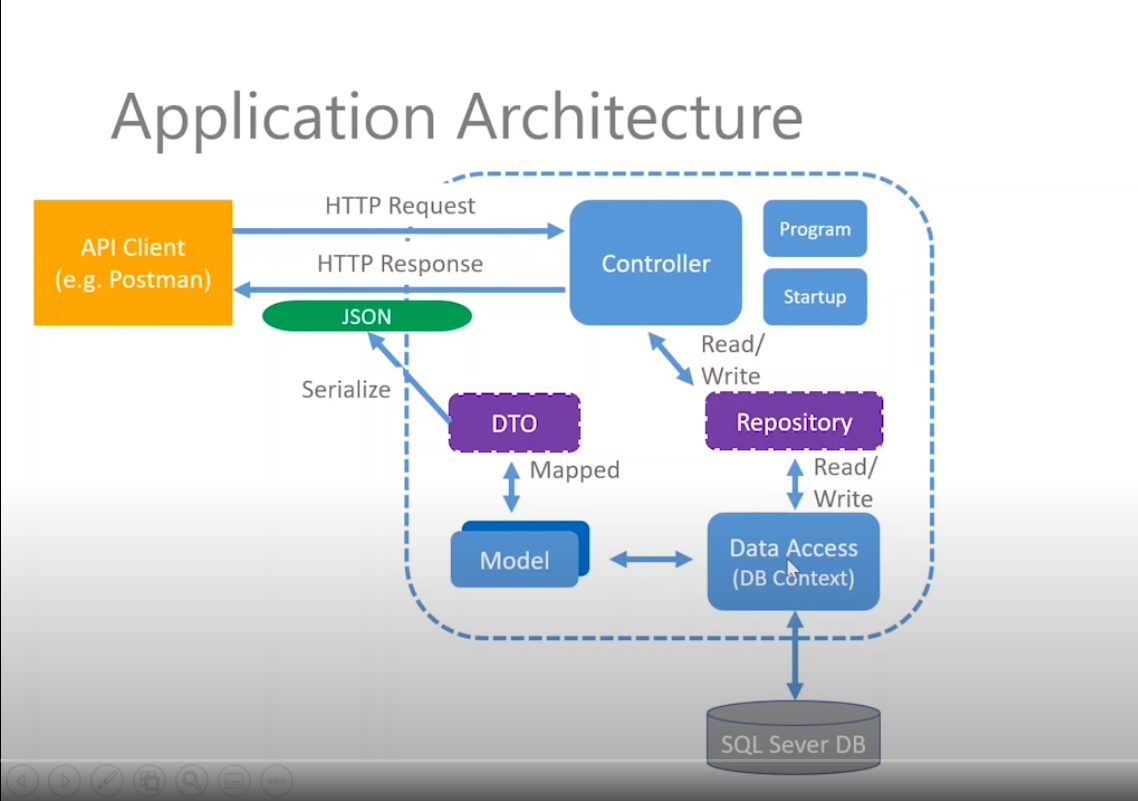 Application Architecture
HTTP Request
API Client
(e.g. Postman)
HTTP Response
JSON
Controller
Program
Startup
Read/
Write
Serialize
DTO
Repository
Mapped
Read/
Write
Model
Data Access
(DB Context)
SQL Sever DB